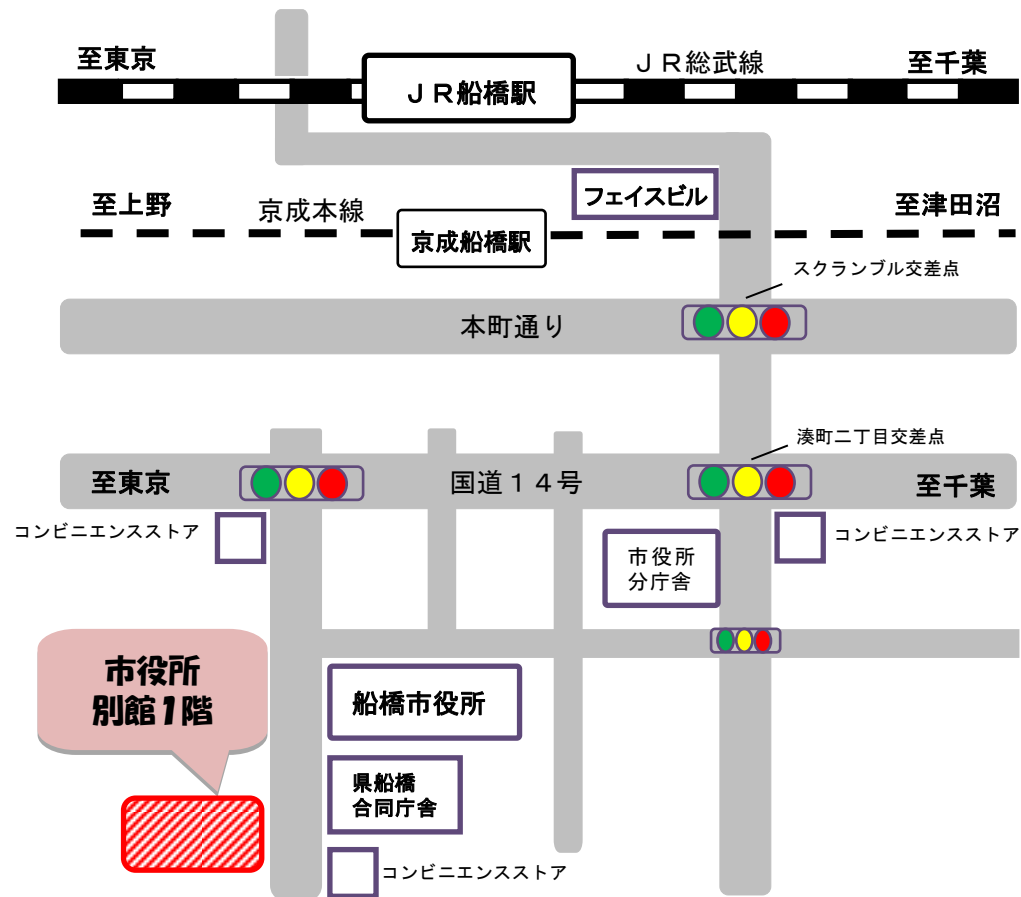 至東京
ＪＲ船橋駅
ＪＲ総武線
至千葉
フェイスビル
至上野
京成本線
京成船橋駅
至津田沼
スクランブル交差点
本町通り
湊町二丁目交差点
至東京
国道１４号
至千葉
コンビニエンスストア
コンビニエンスストア
市役所
分庁舎
市役所
別館1階
船橋市役所
県船橋
合同庁舎
コンビニエンスストア